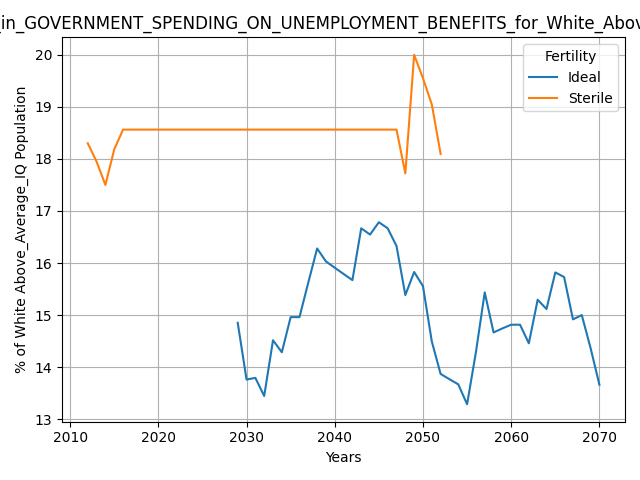 _in_GOVERNMENT_SPENDING_ON_UNEMPLOYMENT_BENEFITS_for_White_Abov
Fertility
Ideal
Sterile
% of White Above_Average_IQ Population
20
19
18
17
16
15
14
13
2010 2020 2030 2040 2050 2060 2070
Years